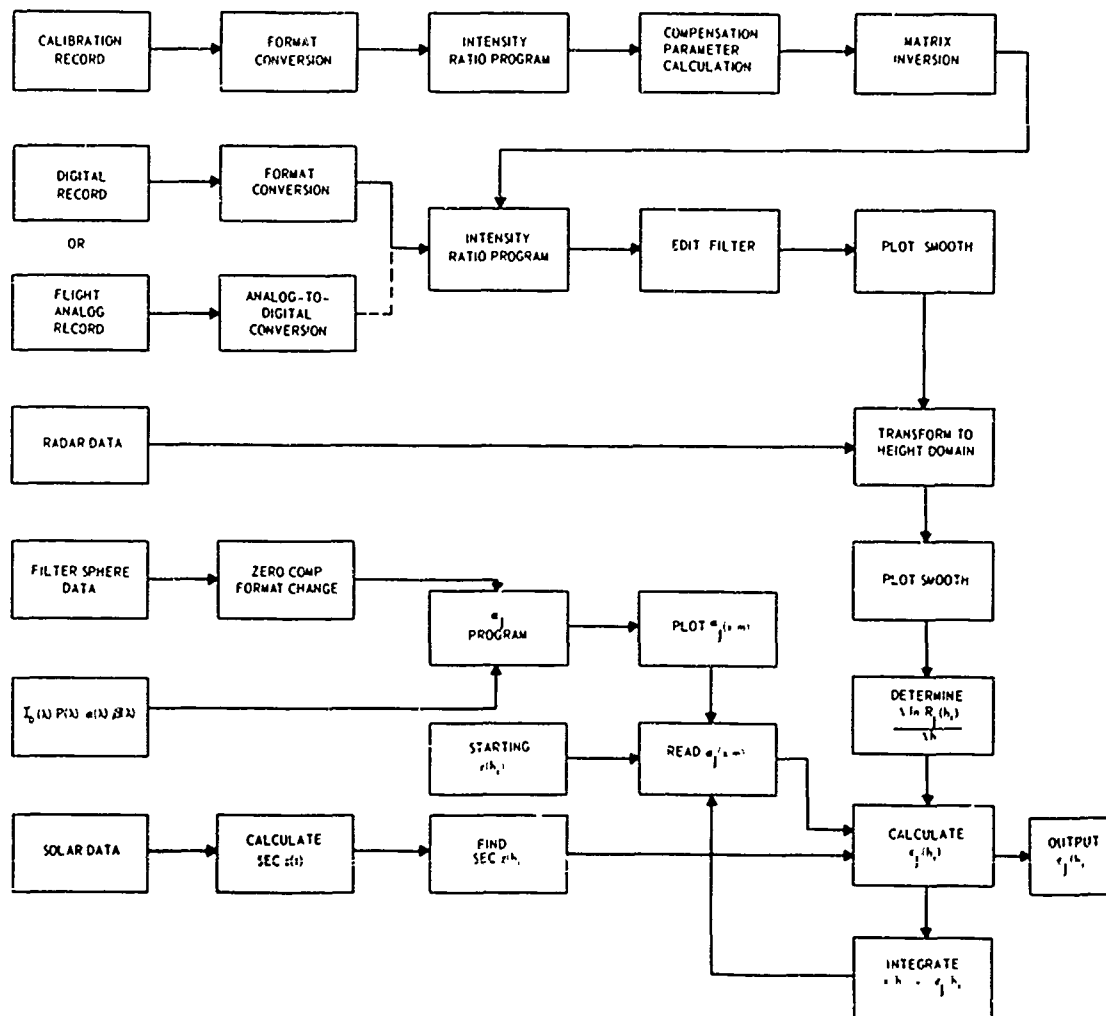 CALIBRATION
RECORD
FORMAT
CONVERSION
INTENSITY
RATIO PROGRAM
COMPENSATION
PARAMETER
CALCULATION
MATRIX
INVERSION
DIGITAL
RECORD
FORMAT
CONVERSION
OR
INTENSITY
RATIO PROGRAM
EDIT FILTER
PLOT SMOOTH
FLIGHT
ANALOG
RECORD
ANALOG-TO-
DIGITAL
CONVERSION
RADAR DATA
TRANSFORM TO
HEIGHT DOMAIN
FILTER SPHERE
DATA
ZERO COMP
FORMAT CHANGE
PLOT SMOOTH
PROGRAM
PLOT
DETERMINE
STARTING
READ
SOLAR DATA
CALCULATE
SEC
FIND
SEC
CALCULATE
OUTPUT
INTEGRATE